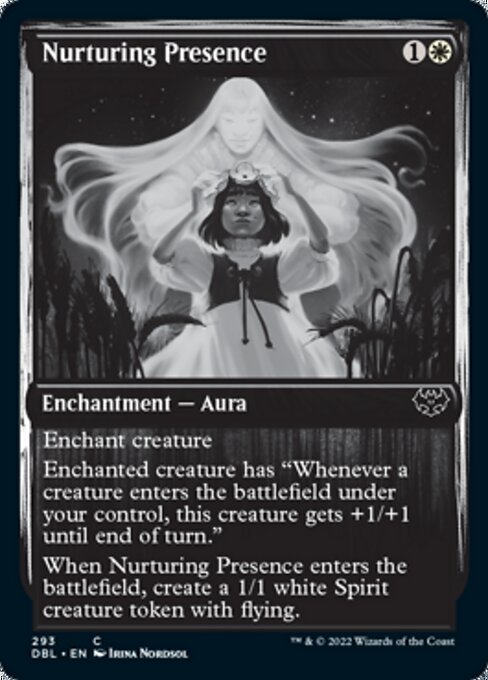 Nurturing Presence 1
Enchantment — Aura
Enchant creature
Enchanted creature has “Whenever a
creature enters the battlefield under
your control, this creature gets +1/+1
until end of turn.”
When Nurturing Presence enters the
battlefield, create a 1/1 white Spirit
creature token with flying.
293 C
DBL • EN Irina Nordsol
™ & © 2022 Wizards of the Coast